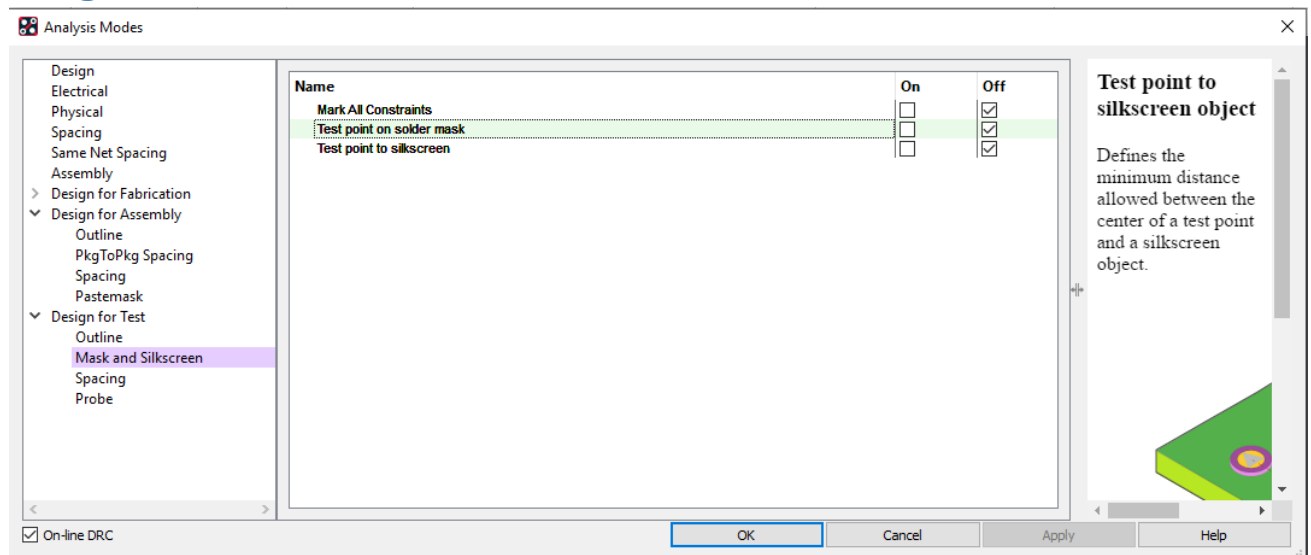 Analysis Modes
Design
Electrical
Physical
Spacing
Same Net Spacing
Assembly
Design for Fabrication
Design for Assembly
Outline
PkgToPkg Spacing
Spacing
Pastemask
Design for Test
Outline
Mask and Silkscreen
Spacing
Probe
Name On Off
Mark All Constraints
Test point on solder mask
Test point to silkscreen
Test point to
silkscreen object
Defines the
minimum distance
allowed between the
center of a test point
and a silkscreen
object.
On-line DRC
OK Cancel Apply Help